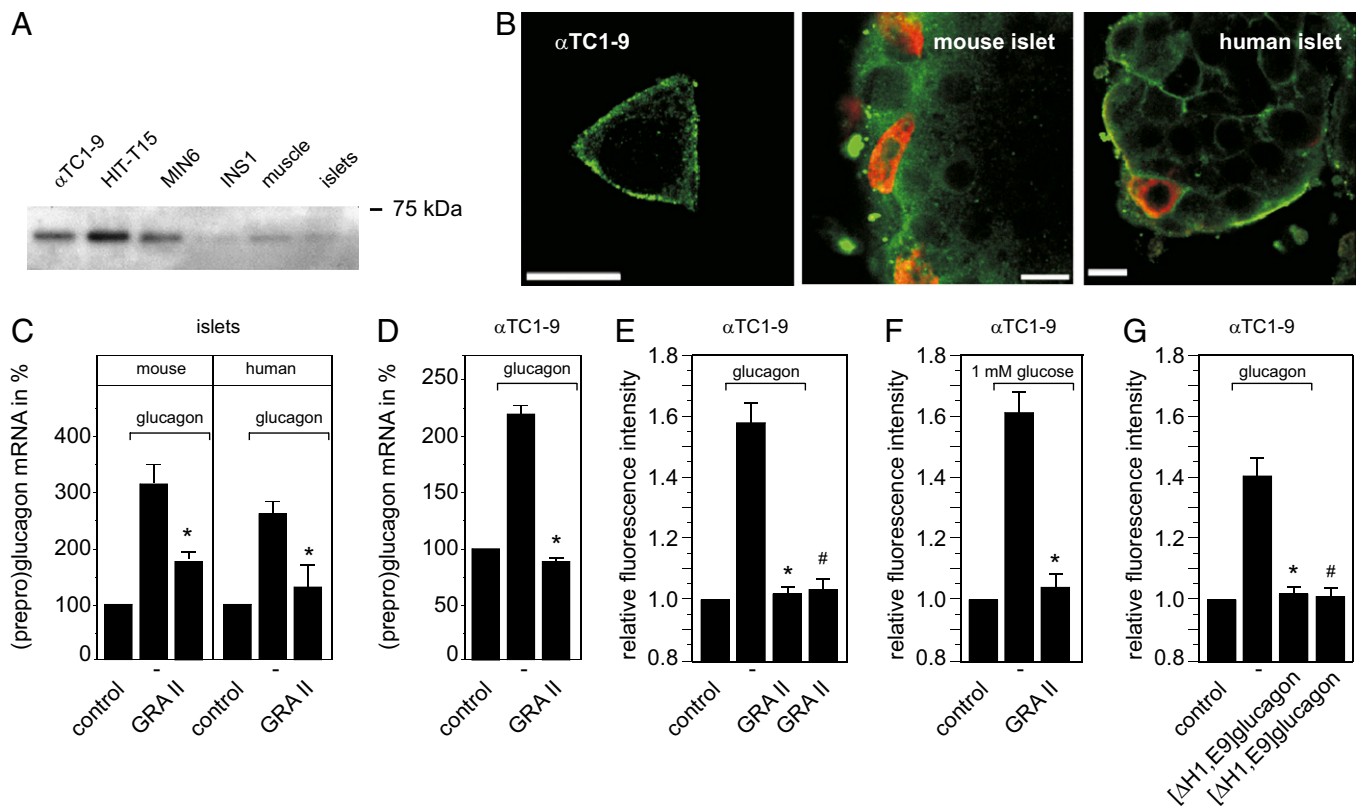 A
αTC1-9
HIT-T15
MIN6
INS1
muscle
islets
– 75 kDa
B
αTC1-9
mouse islet
human islet
C
islets
mouse
human
glucagon
glucagon
(prepro)glucagon mRNA in %
400
300
200
100
0
control
-
GRA II
control
-
GRA II
*
*
D
αTC1-9
glucagon
(prepro)glucagon mRNA in %
250
200
150
100
50
0
*
control
-
GRA II
E
αTC1-9
glucagon
relative fluorescence intensity
1.8
1.6
1.4
1.2
1.0
0.8
*
#
control
-
GRA II
GRA II
F
αTC1-9
1 mM glucose
relative fluorescence intensity
1.8
1.6
1.4
1.2
1.0
0.8
*
control
-
GRA II
G
αTC1-9
glucagon
relative fluorescence intensity
1.8
1.6
1.4
1.2
1.0
0.8
*
#
control
-
[ΔH1,E9]glucagon
[ΔH1,E9]glucagon